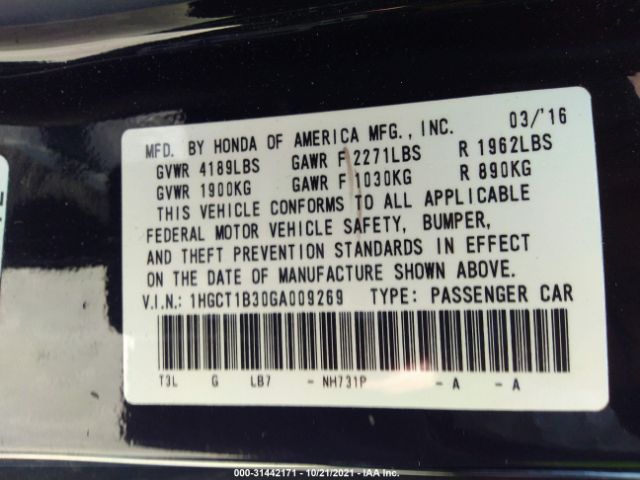 MFD. BY HONDA OF AMERICA MFG., INC. 03/'16
GVWR 4189LBS GAWR F 2271LBS R 1962LBS
GVWR 1900KG GAWR F 1030KG R 890KG
THIS VEHICLE CONFORMS TO ALL APPLICABLE
FEDERAL MOTOR VEHICLE SAFETY, BUMPER,
AND THEFT PREVENTION STANDARDS IN EFFECT
ON THE DATE OF MANUFACTURE SHOWN ABOVE.
V.I.N.: 1HGCT1B30GA009269 TYPE: PASSENGER CAR
T3L G LB7 - NH731P - A - A
000-31442171 - 10/21/2021 - IAA Inc.